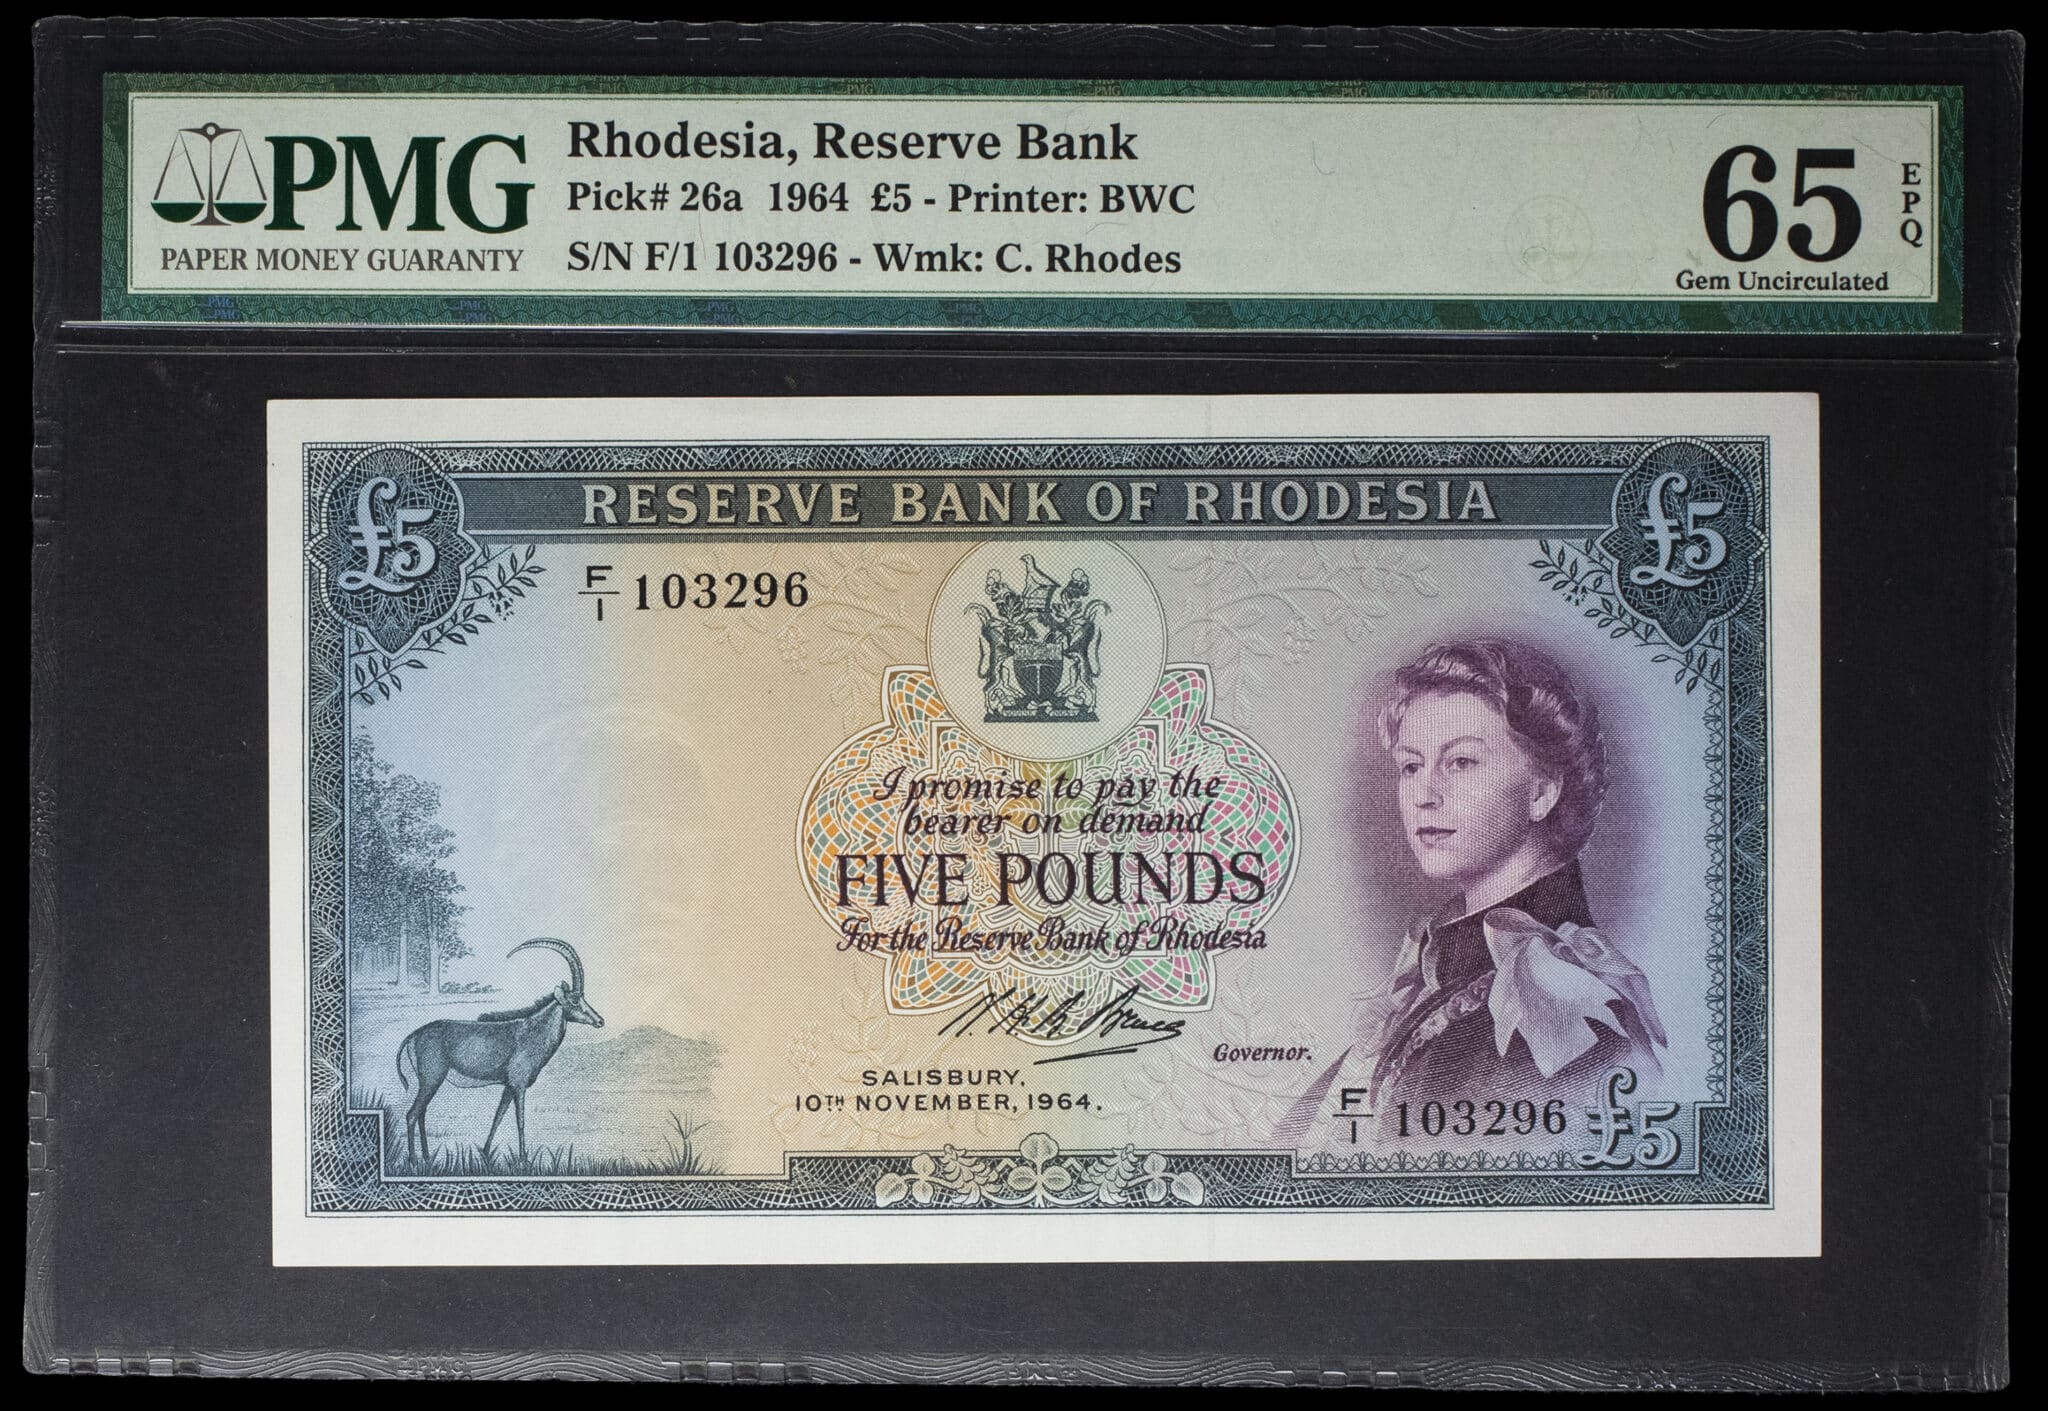 PMG
PAPER MONEY GUARANTY
Rhodesia, Reserve Bank
Pick# 26a 1964 £5 - Printer: BWC
S/N F/1 103296 - Wmk: C. Rhodes
65
EPQ
Gem Uncirculated
£5
RESERVE BANK OF RHODESIA
£5
F/1 103296
I promise to pay the
bearer on demand
FIVE POUNDS
For the Reserve Bank of Rhodesia
Governor.
SALISBURY,
10TH NOVEMBER, 1964.
F/1 103296
£5